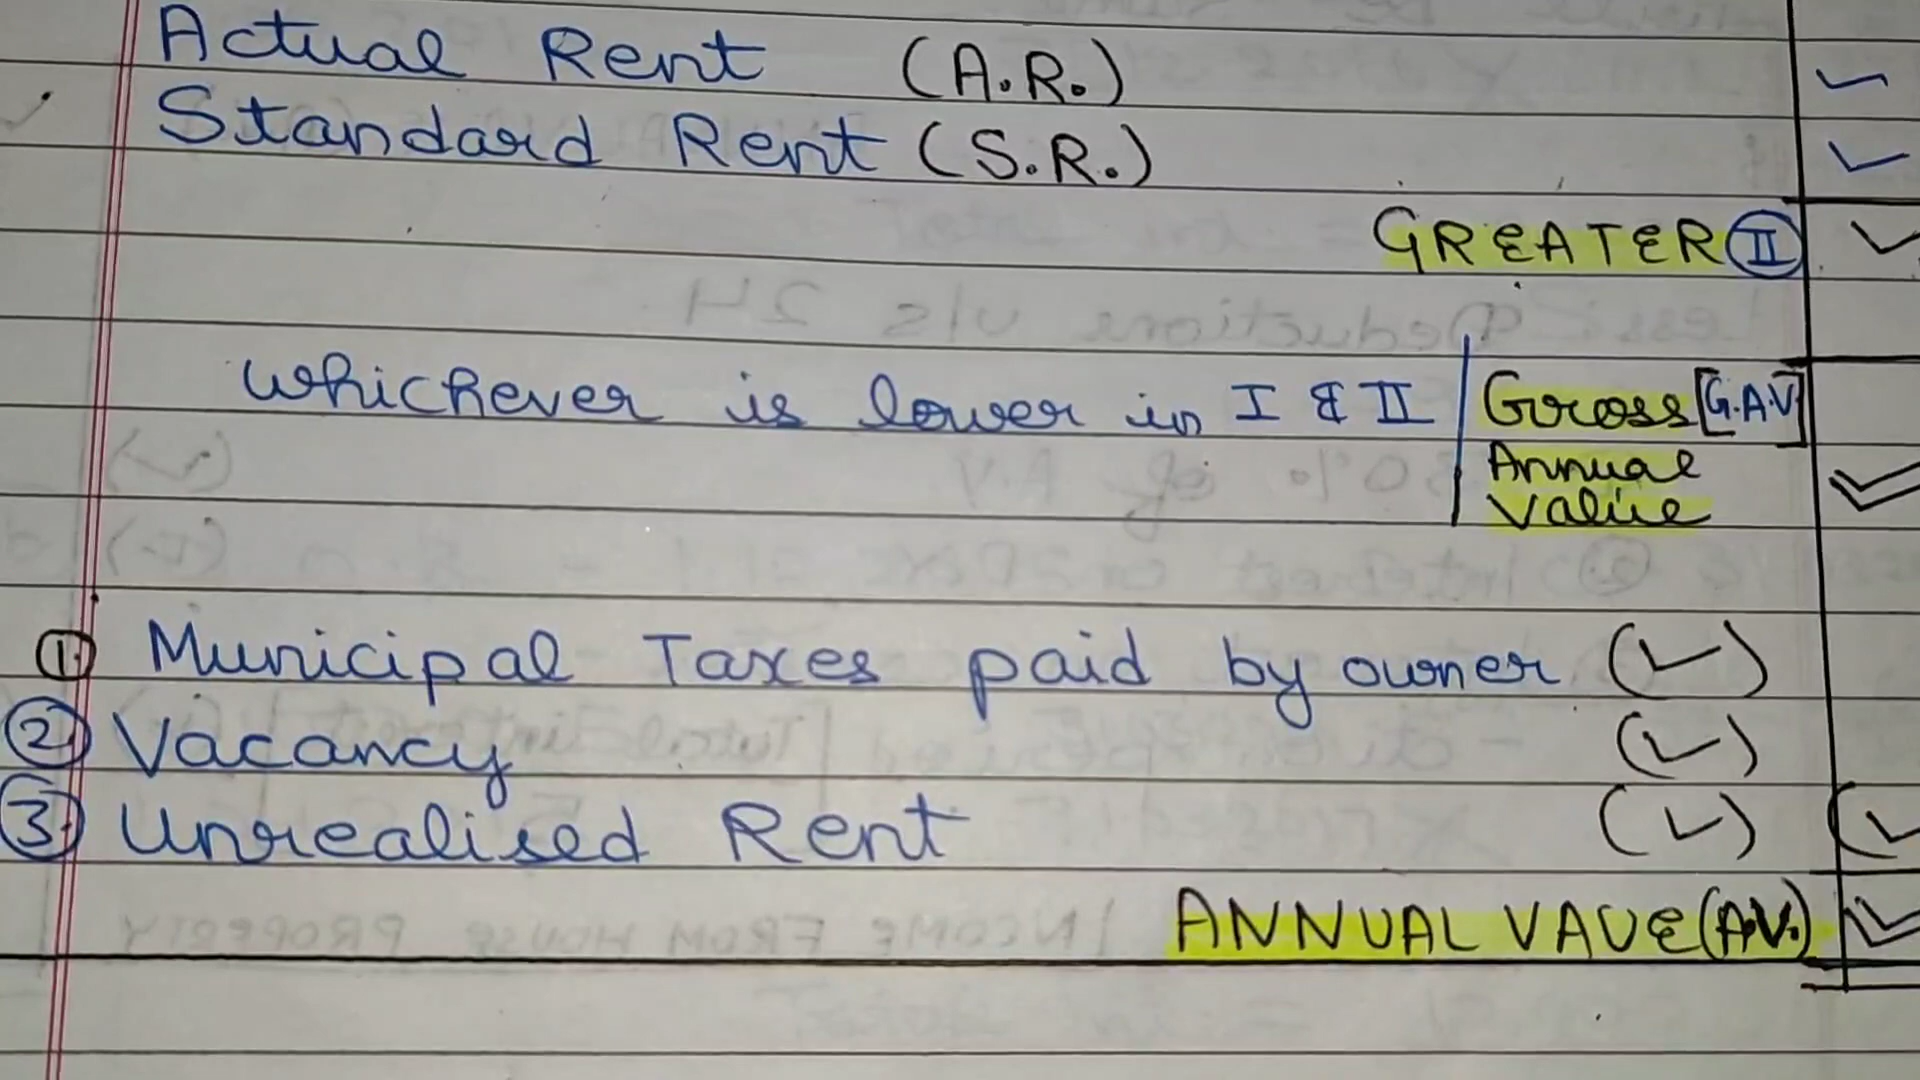 Actual Rent (A.R.)
Standard Rent (S.R.)
GREATER II
Whichever is lower in I & II Gross [G.A.V]
Annual
Value
1. Municipal Taxes paid by owner
2. Vacancy
3. Unrealised Rent
ANNUAL VAUE (A.V.)